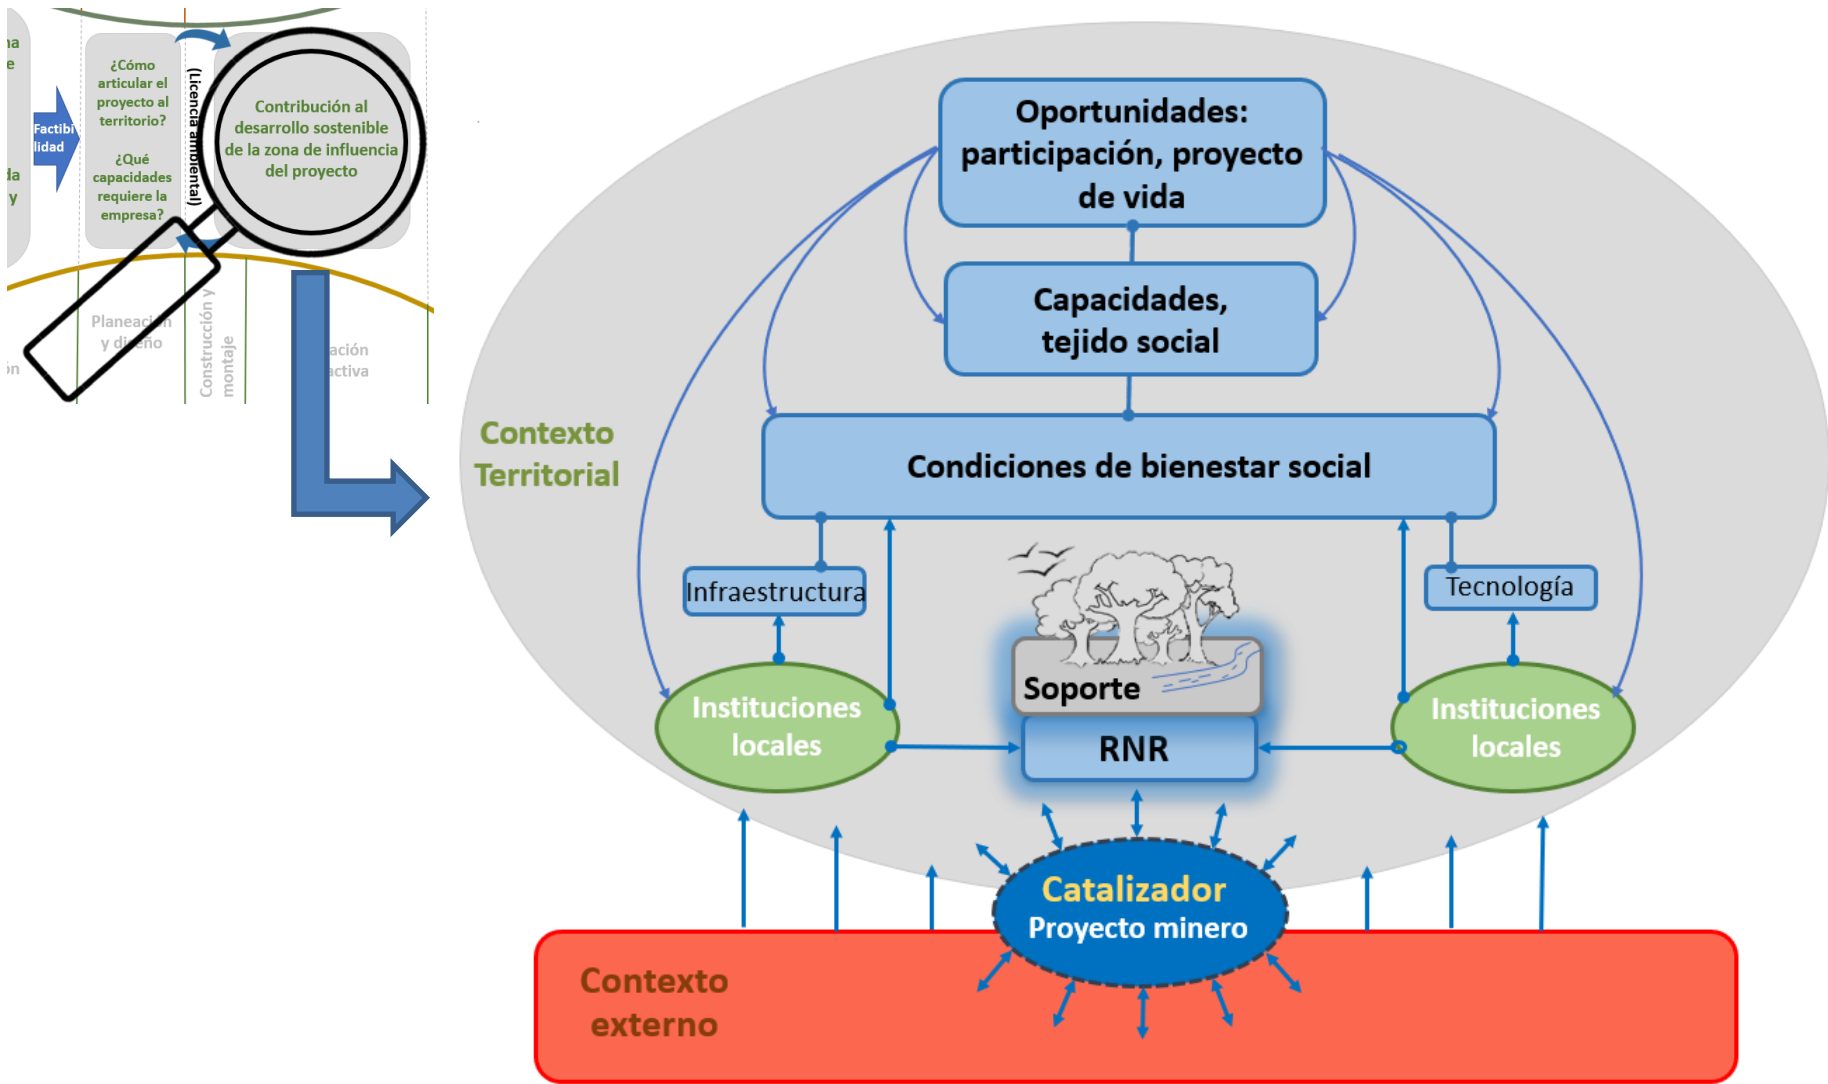 na
e
da
y
ón
Factibi
lidad
¿Cómo
articular el
proyecto al
territorio?
¿Qué
capacidades
requiere la
empresa?
(Licencia ambiental)
Contribución al
desarrollo sostenible
de la zona de influencia
del proyecto
Planeación
y diseño
Construcción y
montaje
ación
activa
Contexto
Territorial
Oportunidades:
participación, proyecto
de vida
Capacidades,
tejido social
Condiciones de bienestar social
Infraestructura
Tecnología
Soporte
RNR
Instituciones
locales
Instituciones
locales
Catalizador
Proyecto minero
Contexto
externo